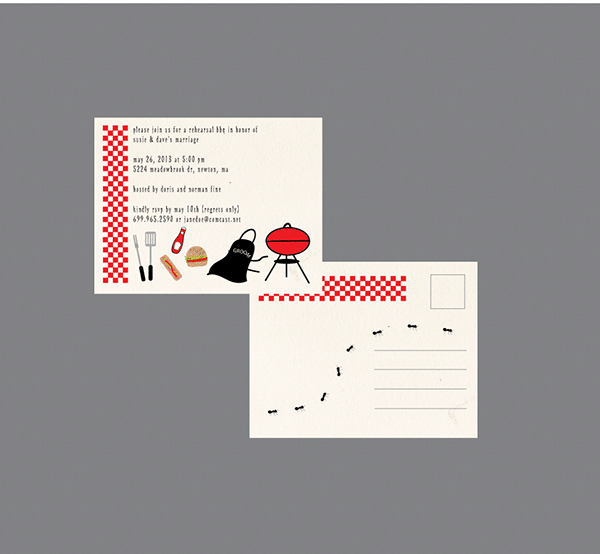 please join us for a rehearsal bbq in honor of
susie & dave's marriage
may 26, 2013 at 5:00 pm
5224 meadowbrook dr, newton, ma
hosted by doris and norman fine
kindly rsvp by may 10th (regrets only)
699.965.2590 or janedoe@comcast.net
GROOM